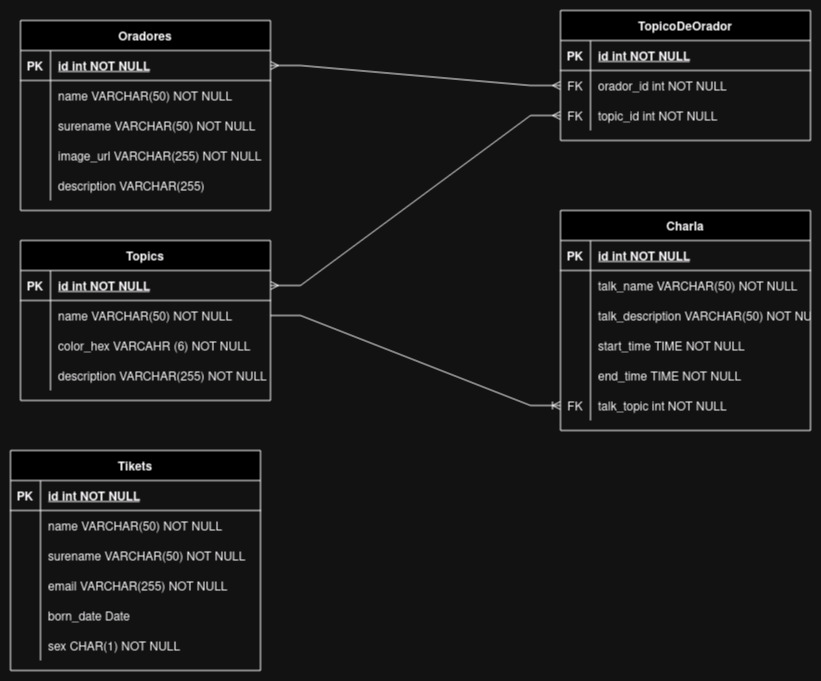 Oradores
PK id int NOT NULL
name VARCHAR(50) NOT NULL
surename VARCHAR(50) NOT NULL
image_url VARCHAR(255) NOT NULL
description VARCHAR(255)
TopicoDeOrador
PK id int NOT NULL
FK orador_id int NOT NULL
FK topic_id int NOT NULL
Topics
PK id int NOT NULL
name VARCHAR(50) NOT NULL
color_hex VARCAHR (6) NOT NULL
description VARCHAR(255) NOT NULL
Charla
PK id int NOT NULL
talk_name VARCHAR(50) NOT NULL
talk_description VARCHAR(50) NOT NU
start_time TIME NOT NULL
end_time TIME NOT NULL
FK talk_topic int NOT NULL
Tikets
PK id int NOT NULL
name VARCHAR(50) NOT NULL
surename VARCHAR(50) NOT NULL
email VARCHAR(255) NOT NULL
born_date Date
sex CHAR(1) NOT NULL